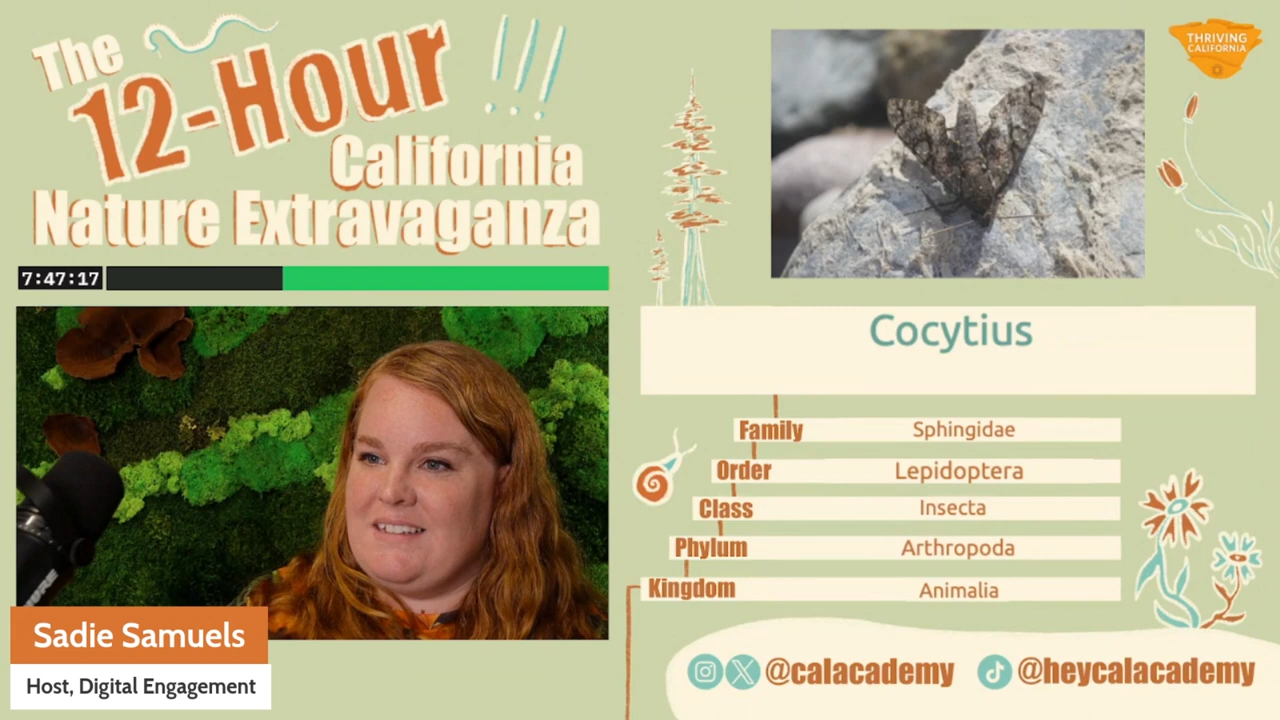 The
12-Hour
!!!
California
Nature Extravaganza
7:47:17
THRIVING
CALIFORNIA
Cocytius
Family Sphingidae
Order Lepidoptera
Class Insecta
Phylum Arthropoda
Kingdom Animalia
Sadie Samuels
Host, Digital Engagement
@calacademy @heycalacademy